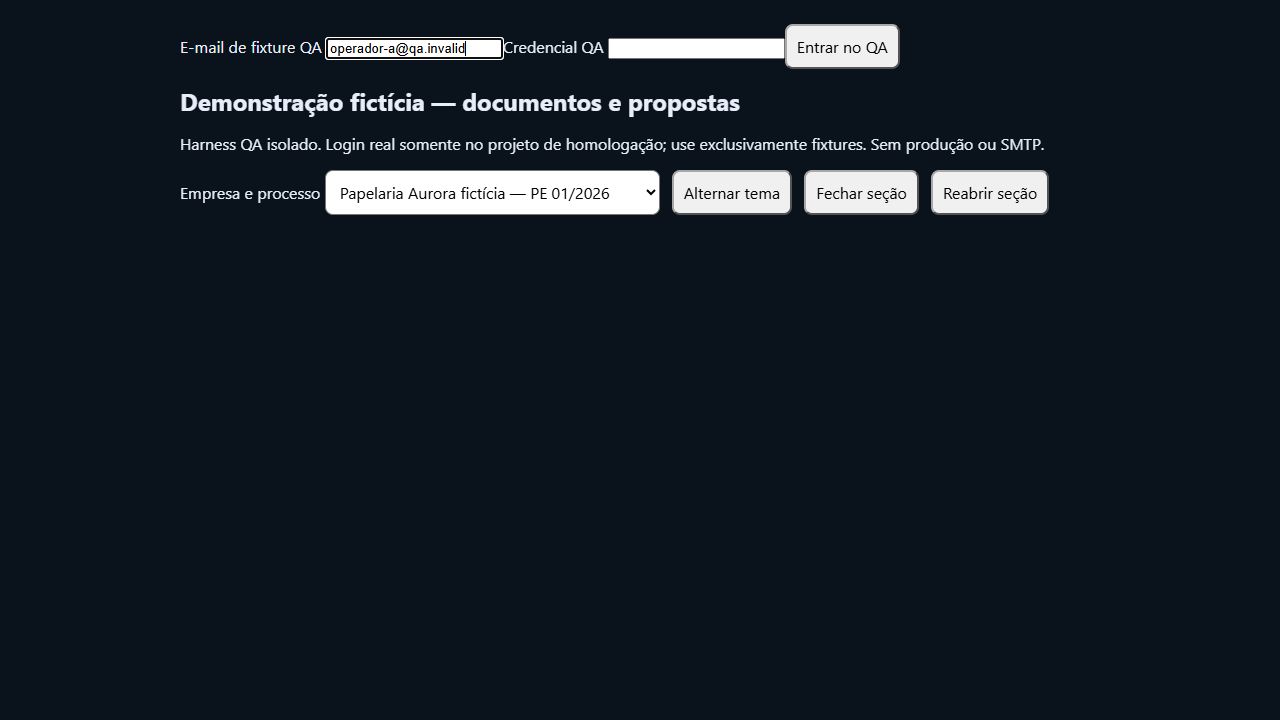 E-mail de fixture QA operador-a@qa.invalid Credencial QA Entrar no QA
Demonstração fictícia — documentos e propostas
Harness QA isolado. Login real somente no projeto de homologação; use exclusivamente fixtures. Sem produção ou SMTP.
Empresa e processo Papelaria Aurora fictícia — PE 01/2026 Alternar tema Fechar seção Reabrir seção